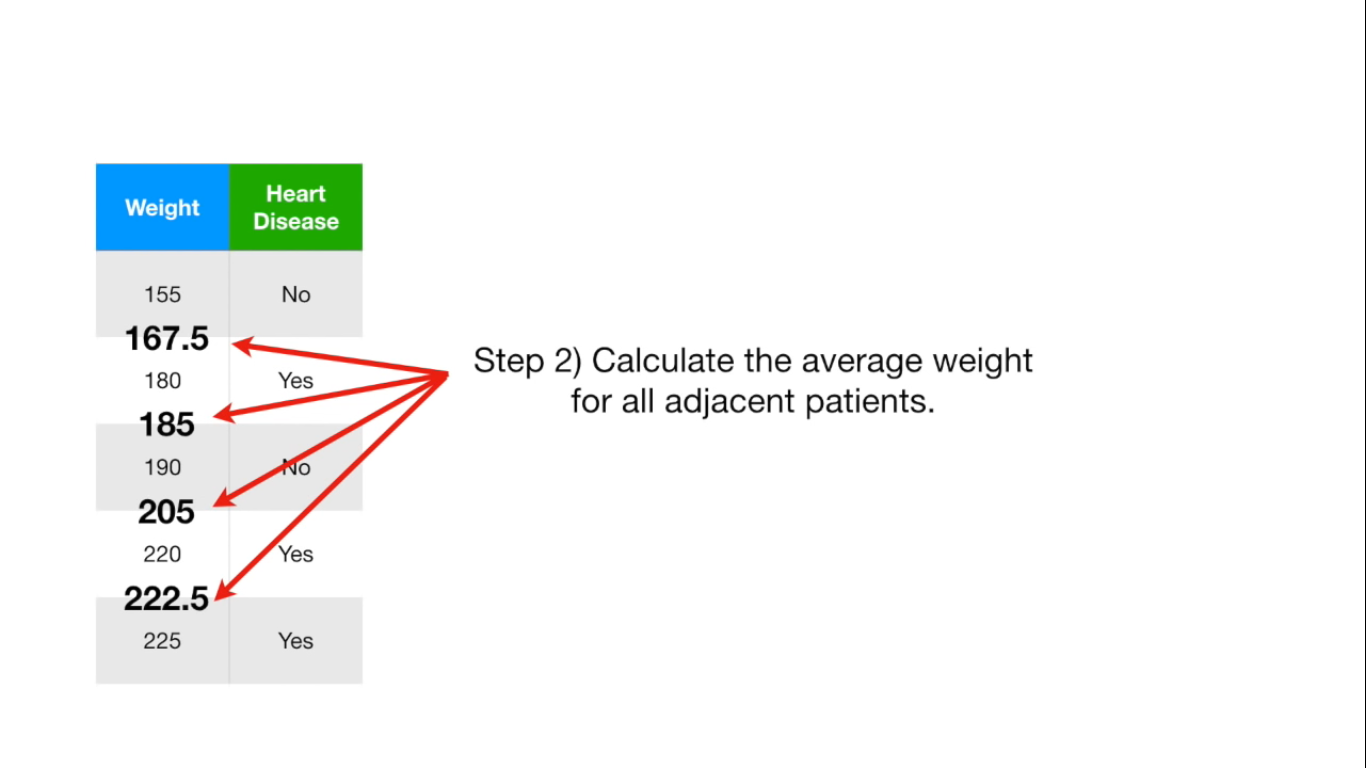 Weight Heart Disease
155 No
167.5
180 Yes
185
190 No
205
220 Yes
222.5
225 Yes
Step 2) Calculate the average weight
for all adjacent patients.